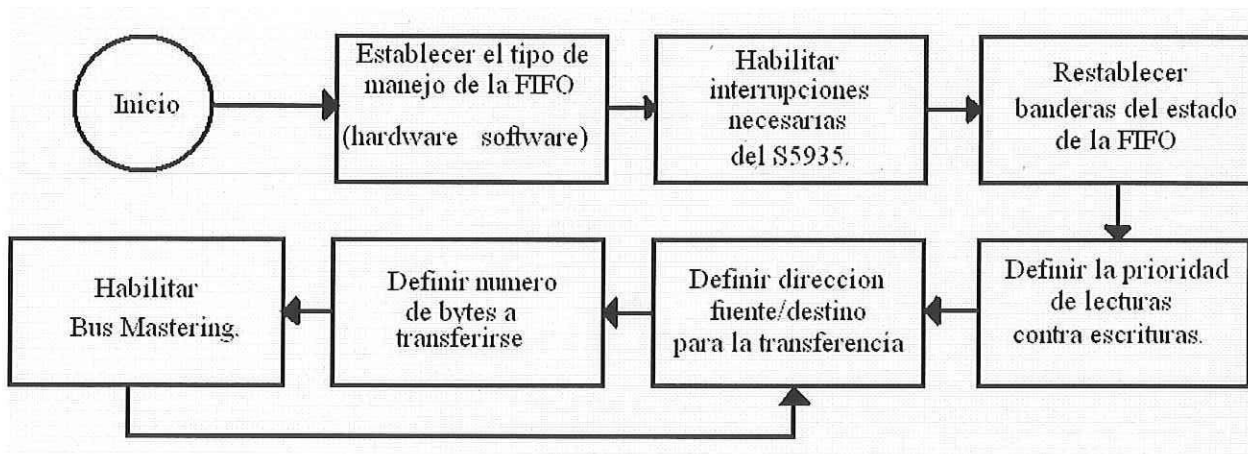 Inicio
Establecer el tipo de
manejo de la FIFO
(hardware software)
Habilitar
interrupciones
necesarias
del S5935.
Restablecer
banderas del estado
de la FIFO
Definir la prioridad
de lecturas
contra escrituras.
Definir direccion
fuente/destino
para la transferencia
Definir numero
de bytes a
transferirse
Habilitar
Bus Mastering.